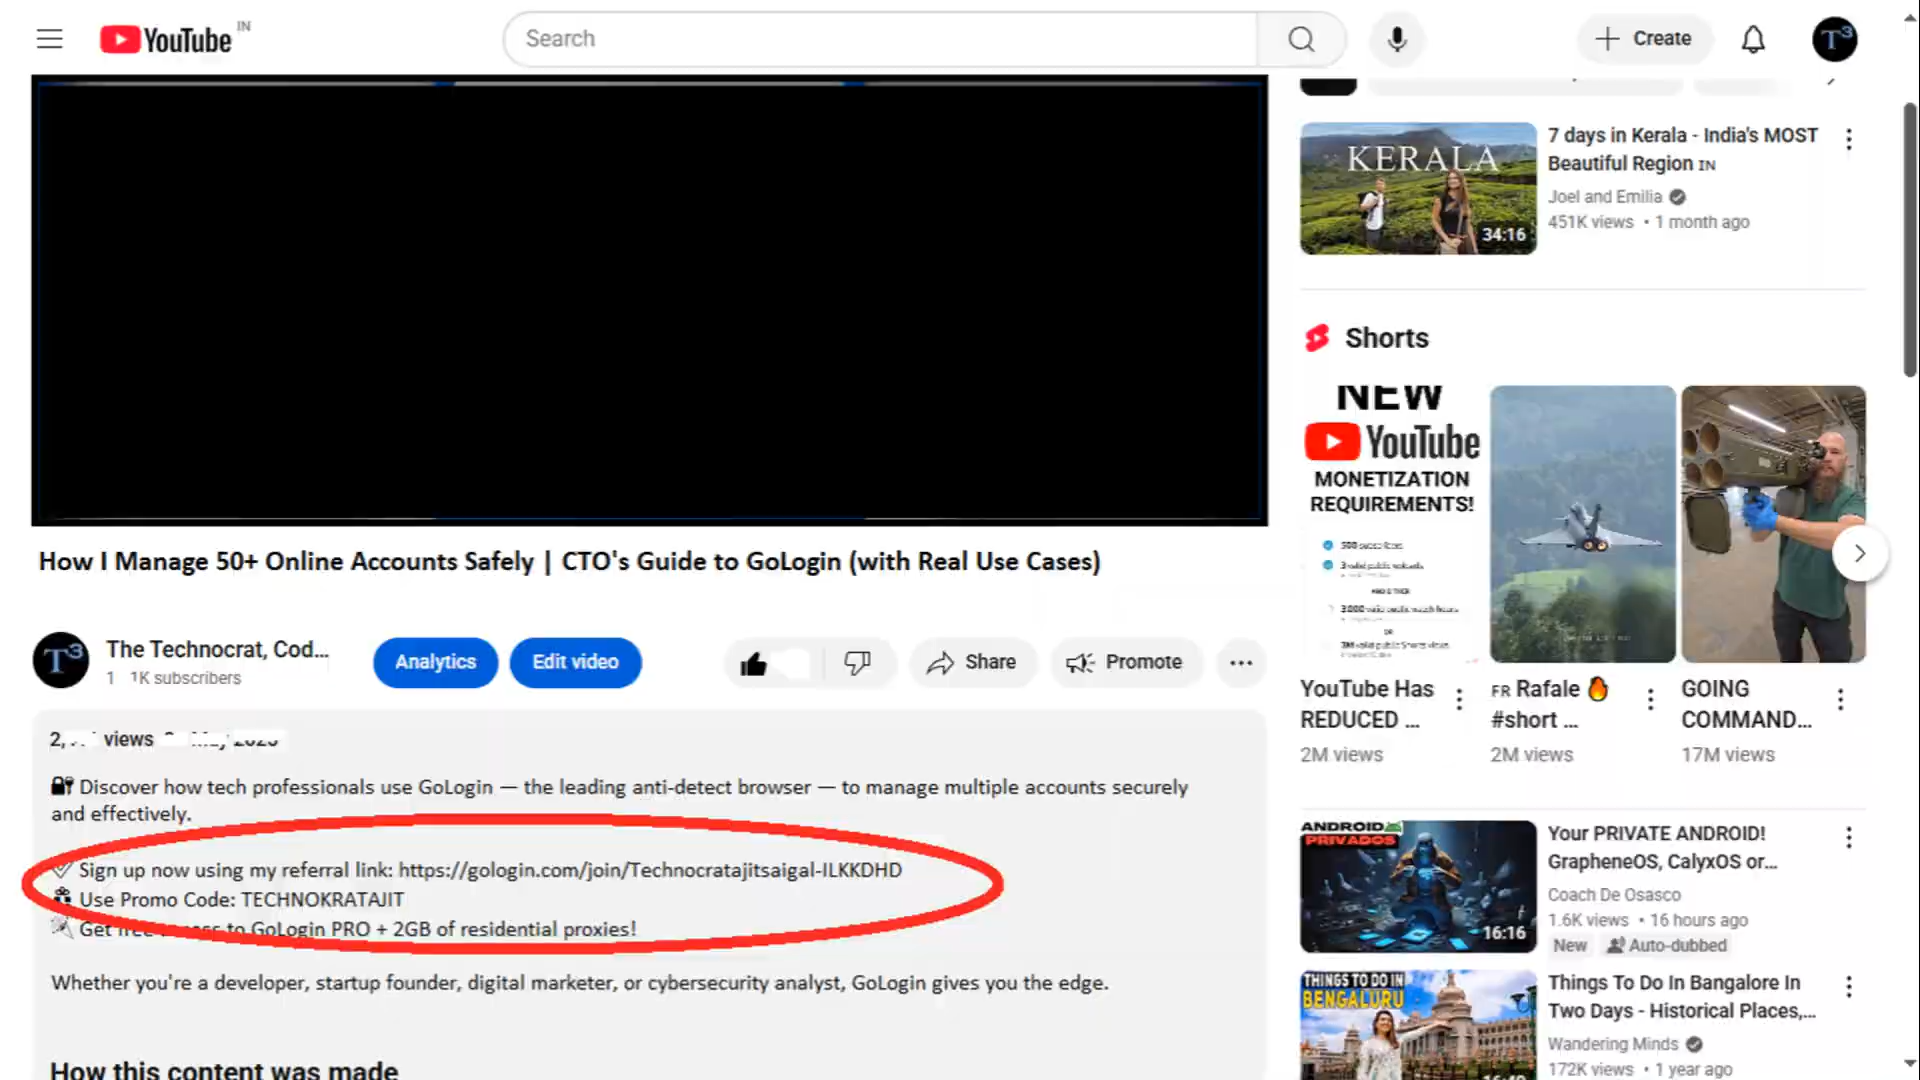 YouTube IN
Search
Create
T3
How I Manage 50+ Online Accounts Safely | CTO's Guide to GoLogin (with Real Use Cases)
T3
The Technocrat, Cod...
1K subscribers
Analytics
Edit video
Share
Promote
2, views
Discover how tech professionals use GoLogin — the leading anti-detect browser — to manage multiple accounts securely
and effectively.
Sign up now using my referral link: https://gologin.com/join/Technocratajitsaigal-ILKKDHD
Use Promo Code: TECHNOKRATAJIT
Get free access to GoLogin PRO + 2GB of residential proxies!
Whether you're a developer, startup founder, digital marketer, or cybersecurity analyst, GoLogin gives you the edge.
How this content was made
KERALA
34:16
7 days in Kerala - India's MOST
Beautiful Region IN
Joel and Emilia
451K views • 1 month ago
Shorts
NEW
YouTube
MONETIZATION
REQUIREMENTS!
YouTube Has
REDUCED ...
2M views
FR Rafale 🔥
#short ...
2M views
GOING
COMMAND...
17M views
ANDROID
PRIVADOS
16:16
Your PRIVATE ANDROID!
GrapheneOS, CalyxOS or...
Coach De Osasco
1.6K views • 16 hours ago
New Auto-dubbed
THINGS TO DO IN
BENGALURU
Things To Do In Bangalore In
Two Days - Historical Places,...
Wandering Minds
172K views • 1 year ago